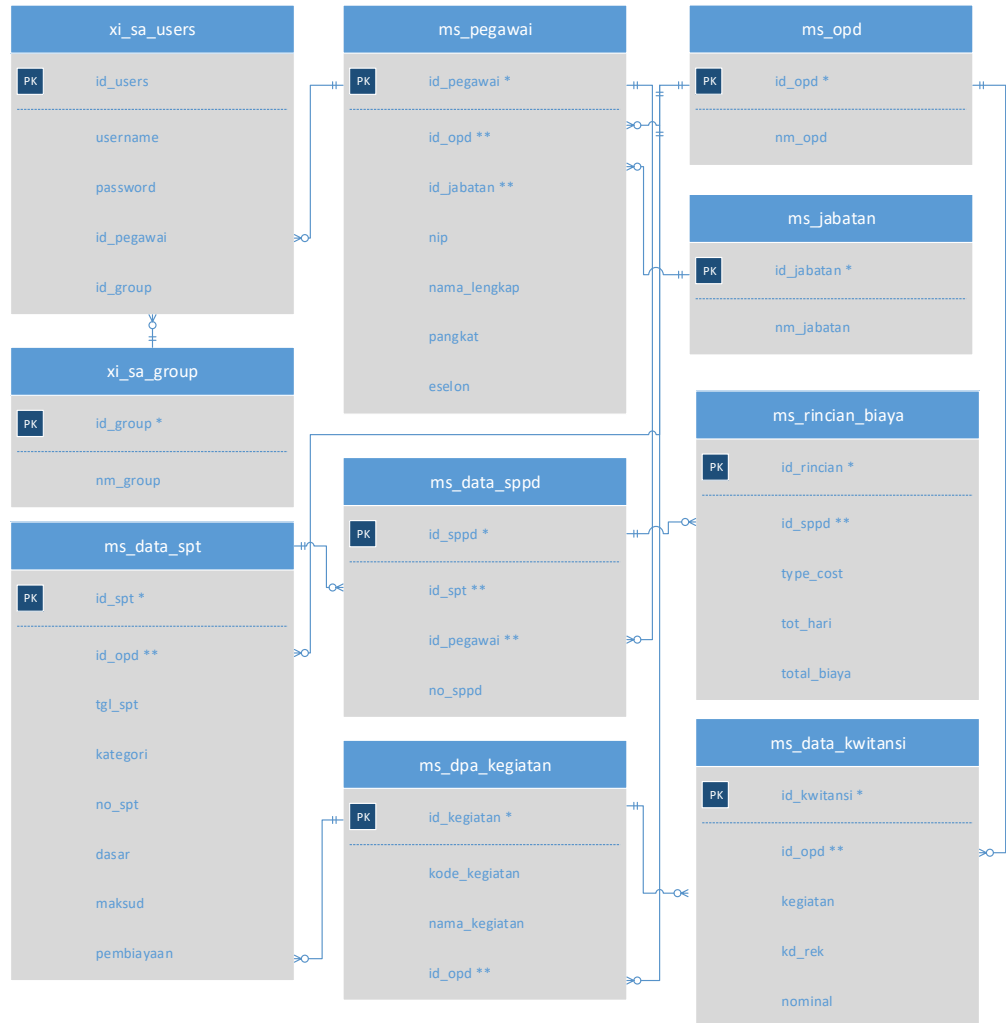 xi_sa_users
PK id_users
username
password
id_pegawai
id_group
ms_pegawai
PK id_pegawai *
id_opd **
id_jabatan **
nip
nama_lengkap
pangkat
eselon
ms_opd
PK id_opd *
nm_opd
ms_jabatan
PK id_jabatan *
nm_jabatan
xi_sa_group
PK id_group *
nm_group
ms_data_sppd
PK id_sppd *
id_spt **
id_pegawai **
no_sppd
ms_rincian_biaya
PK id_rincian *
id_sppd **
type_cost
tot_hari
total_biaya
ms_data_spt
PK id_spt *
id_opd **
tgl_spt
kategori
no_spt
dasar
maksud
pembiayaan
ms_dpa_kegiatan
PK id_kegiatan *
kode_kegiatan
nama_kegiatan
id_opd **
ms_data_kwitansi
PK id_kwitansi *
id_opd **
kegiatan
kd_rek
nominal